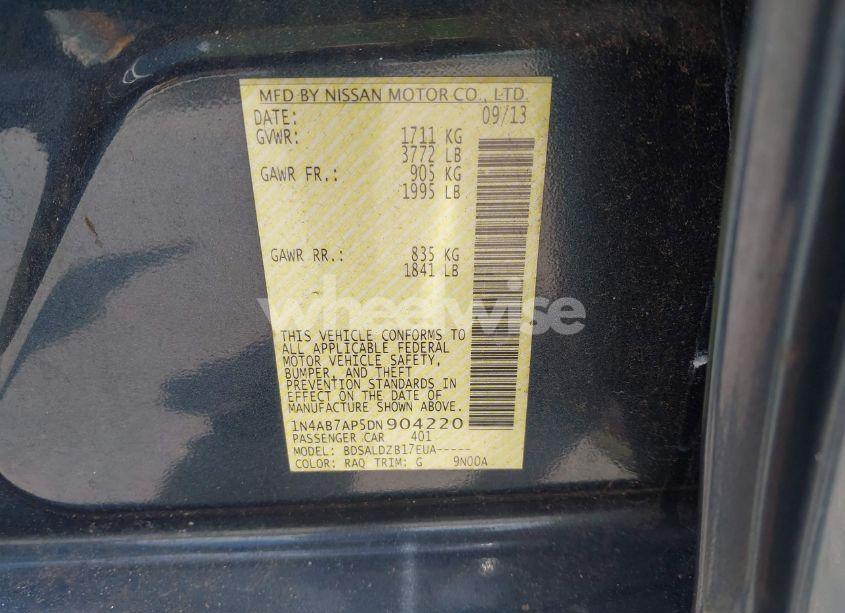 MFD BY NISSAN MOTOR CO., LTD.
DATE: 09/13
GVWR: 1711 KG
3772 LB
GAWR FR.: 905 KG
1995 LB
GAWR RR.: 835 KG
1841 LB
wheelwise
THIS VEHICLE CONFORMS TO
ALL APPLICABLE FEDERAL
MOTOR VEHICLE SAFETY,
BUMPER, AND THEFT
PREVENTION STANDARDS IN
EFFECT ON THE DATE OF
MANUFACTURE SHOWN ABOVE.
1N4AB7AP5DN904220
PASSENGER CAR 401
MODEL: BDSALDZB17EUA-----
COLOR: RAQ TRIM: G 9N00A